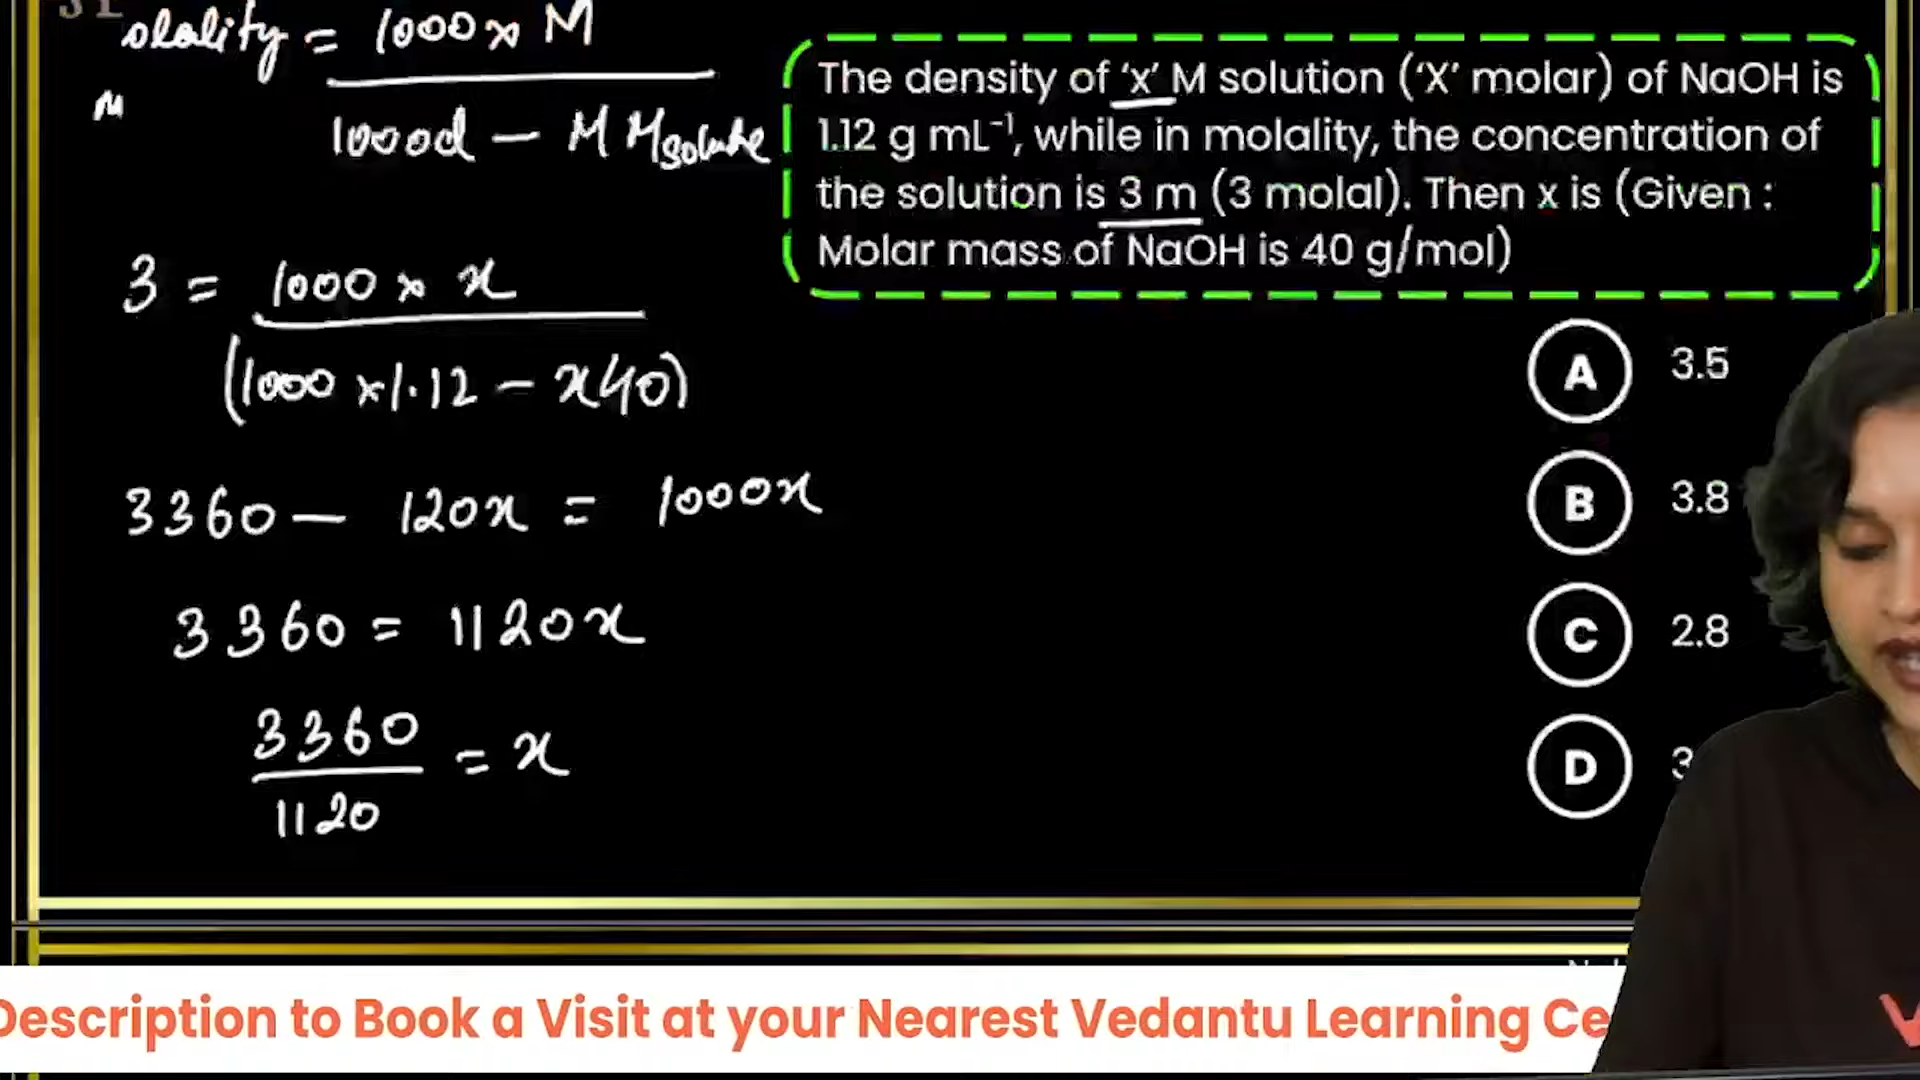 olality = 1000 x M
M
1000d - M Msolute
3 = 1000 x x
(1000 x 1.12 - x40)
3360 - 120x = 1000x
3360 = 1120x
3360
1120
= x
The density of ‘x’ M solution (‘X’ molar) of NaOH is
1.12 g mL⁻¹, while in molality, the concentration of
the solution is 3 m (3 molal). Then x is (Given :
Molar mass of NaOH is 40 g/mol)
A 3.5
B 3.8
C 2.8
D 3
Description to Book a Visit at your Nearest Vedantu Learning Ce